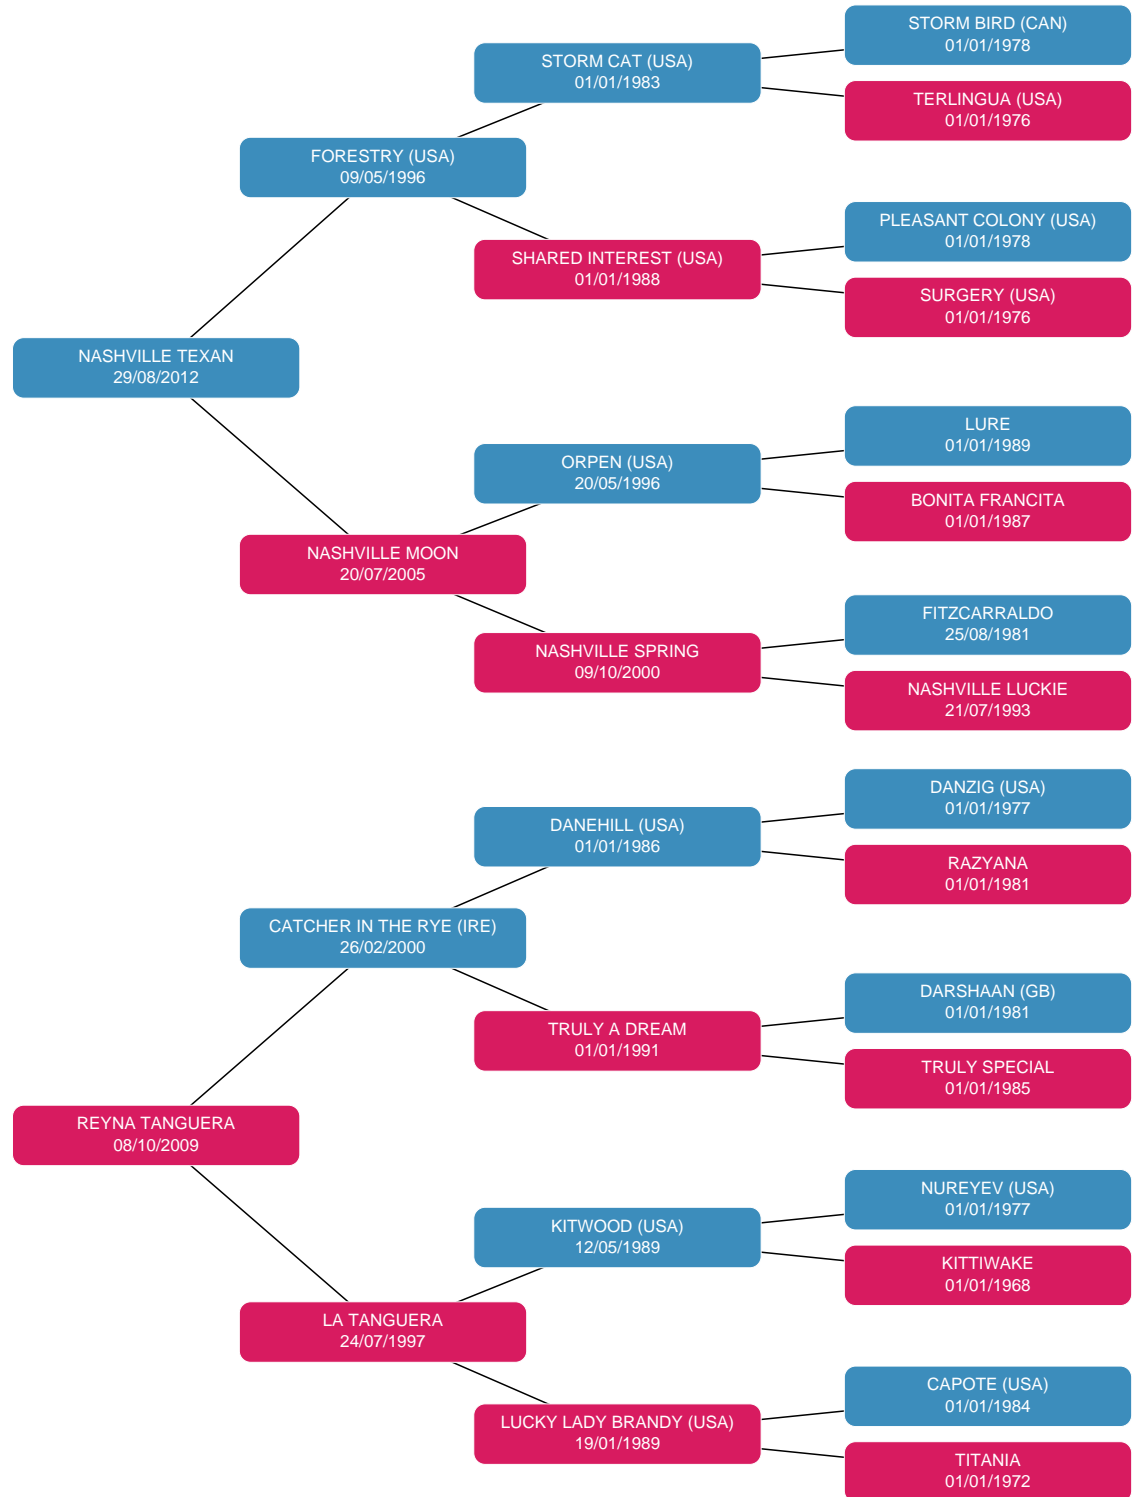 STORM BIRD (CAN)
01/01/1978
STORM CAT (USA)
01/01/1983
TERLINGUA (USA)
01/01/1976
FORESTRY (USA)
09/05/1996
PLEASANT COLONY (USA)
01/01/1978
SHARED INTEREST (USA)
01/01/1988
SURGERY (USA)
01/01/1976
NASHVILLE TEXAN
29/08/2012
LURE
01/01/1989
ORPEN (USA)
20/05/1996
BONITA FRANCITA
01/01/1987
NASHVILLE MOON
20/07/2005
FITZCARRALDO
25/08/1981
NASHVILLE SPRING
09/10/2000
NASHVILLE LUCKIE
21/07/1993
DANZIG (USA)
01/01/1977
DANEHILL (USA)
01/01/1986
RAZYANA
01/01/1981
CATCHER IN THE RYE (IRE)
26/02/2000
DARSHAAN (GB)
01/01/1981
TRULY A DREAM
01/01/1991
TRULY SPECIAL
01/01/1985
REYNA TANGUERA
08/10/2009
NUREYEV (USA)
01/01/1977
KITWOOD (USA)
12/05/1989
KITTIWAKE
01/01/1968
LA TANGUERA
24/07/1997
CAPOTE (USA)
01/01/1984
LUCKY LADY BRANDY (USA)
19/01/1989
TITANIA
01/01/1972